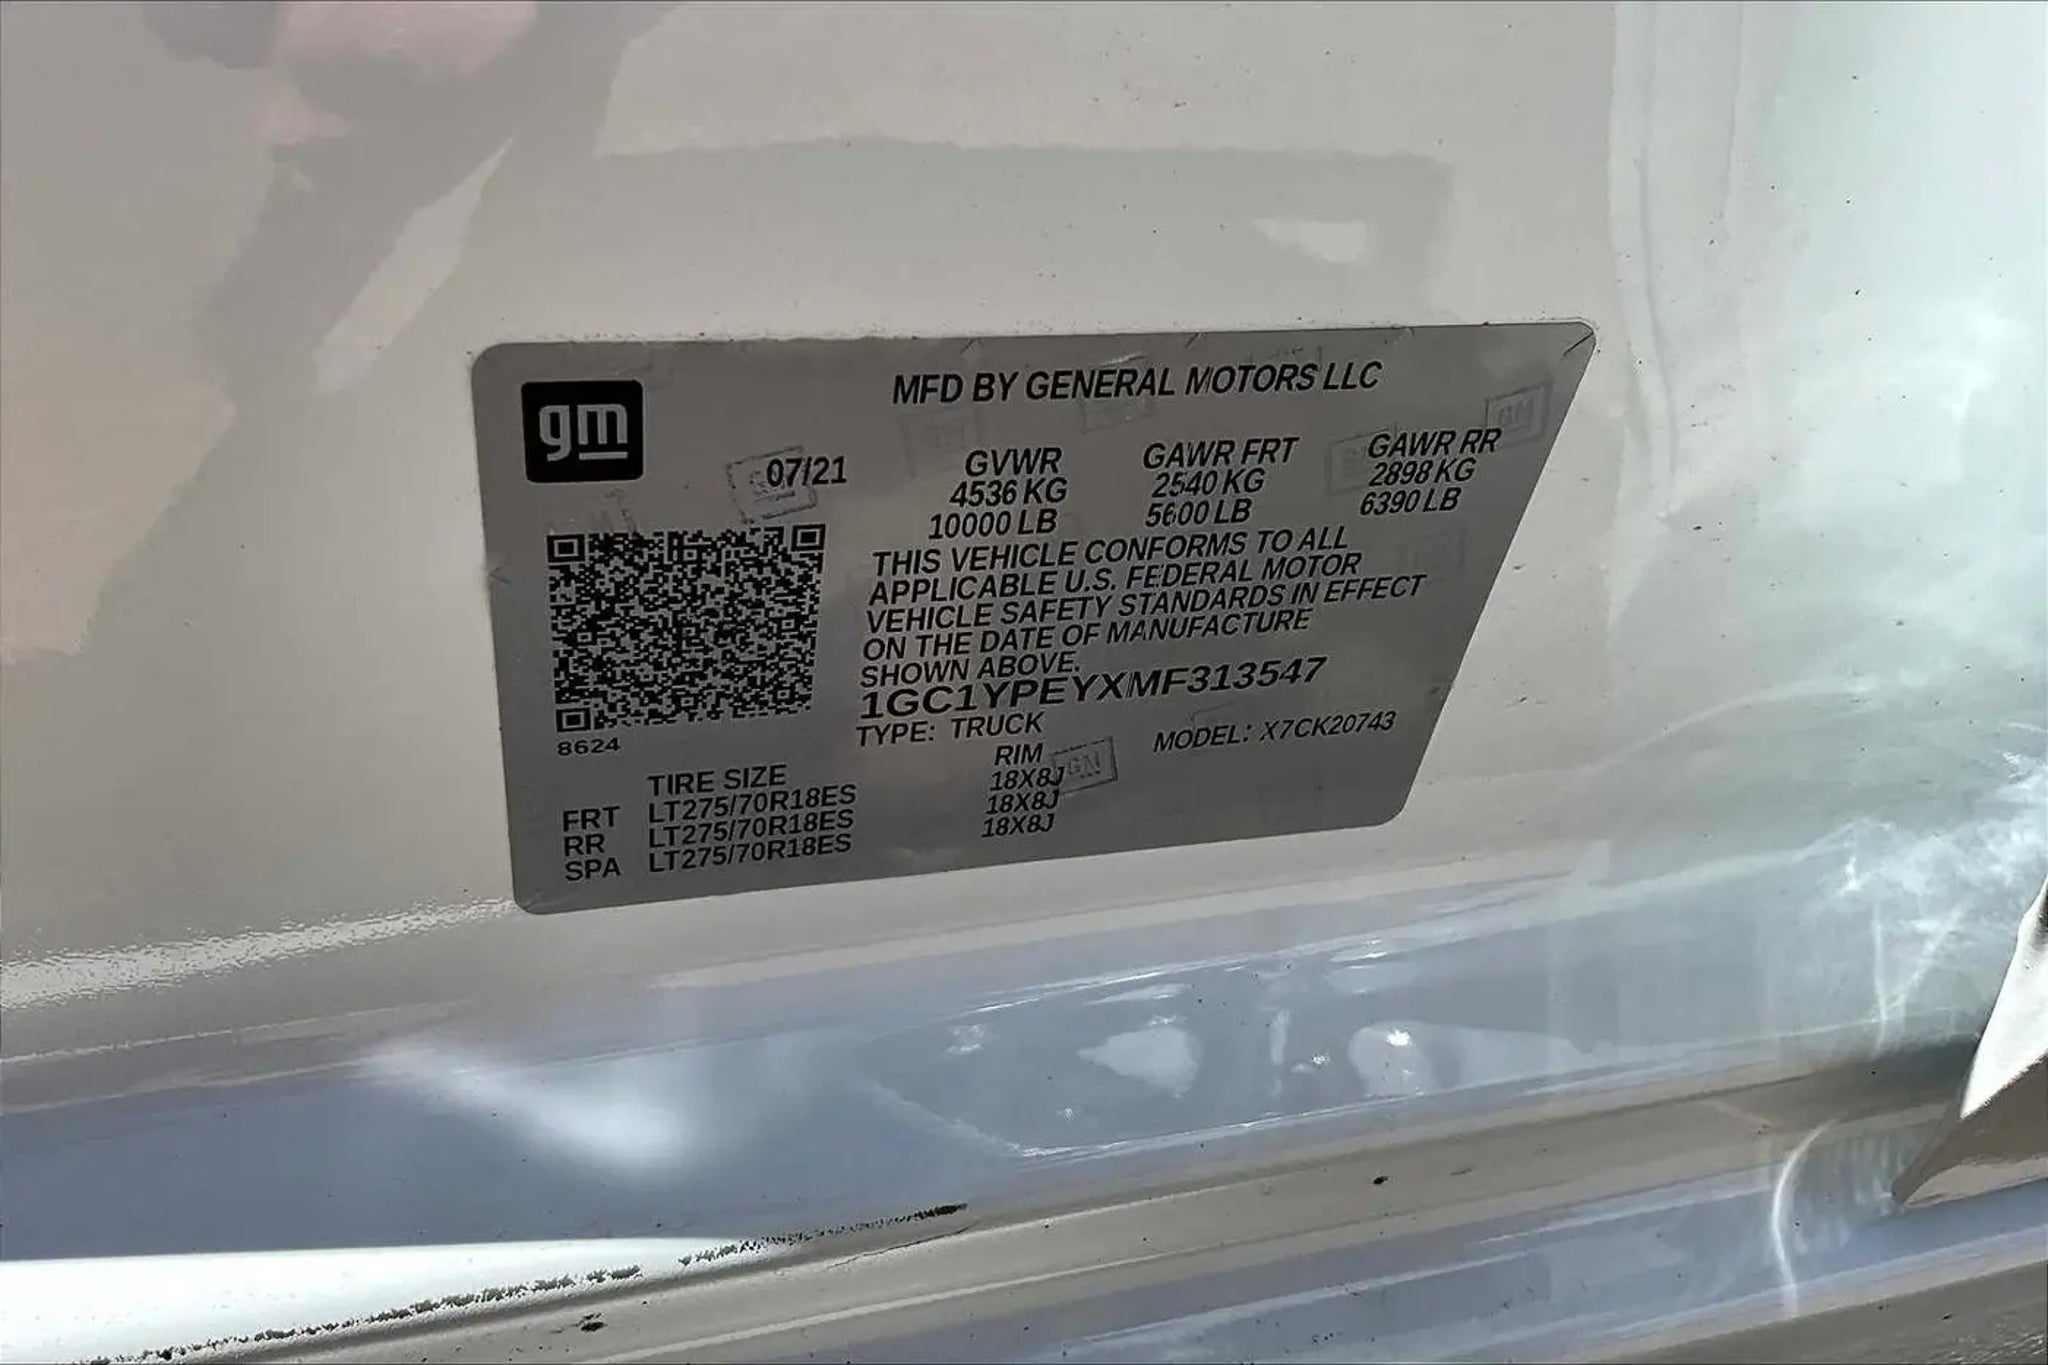 gm
MFD BY GENERAL MOTORS LLC
07/21
GVWR GAWR FRT GAWR RR
4536 KG 2540 KG 2898 KG
10000 LB 5600 LB 6390 LB
THIS VEHICLE CONFORMS TO ALL
APPLICABLE U.S. FEDERAL MOTOR
VEHICLE SAFETY STANDARDS IN EFFECT
ON THE DATE OF MANUFACTURE
SHOWN ABOVE.
1GC1YPEYXMF313547
TYPE: TRUCK MODEL: X7CK20743
8624
TIRE SIZE RIM
FRT LT275/70R18ES 18X8J
RR LT275/70R18ES 18X8J
SPA LT275/70R18ES 18X8J
GM